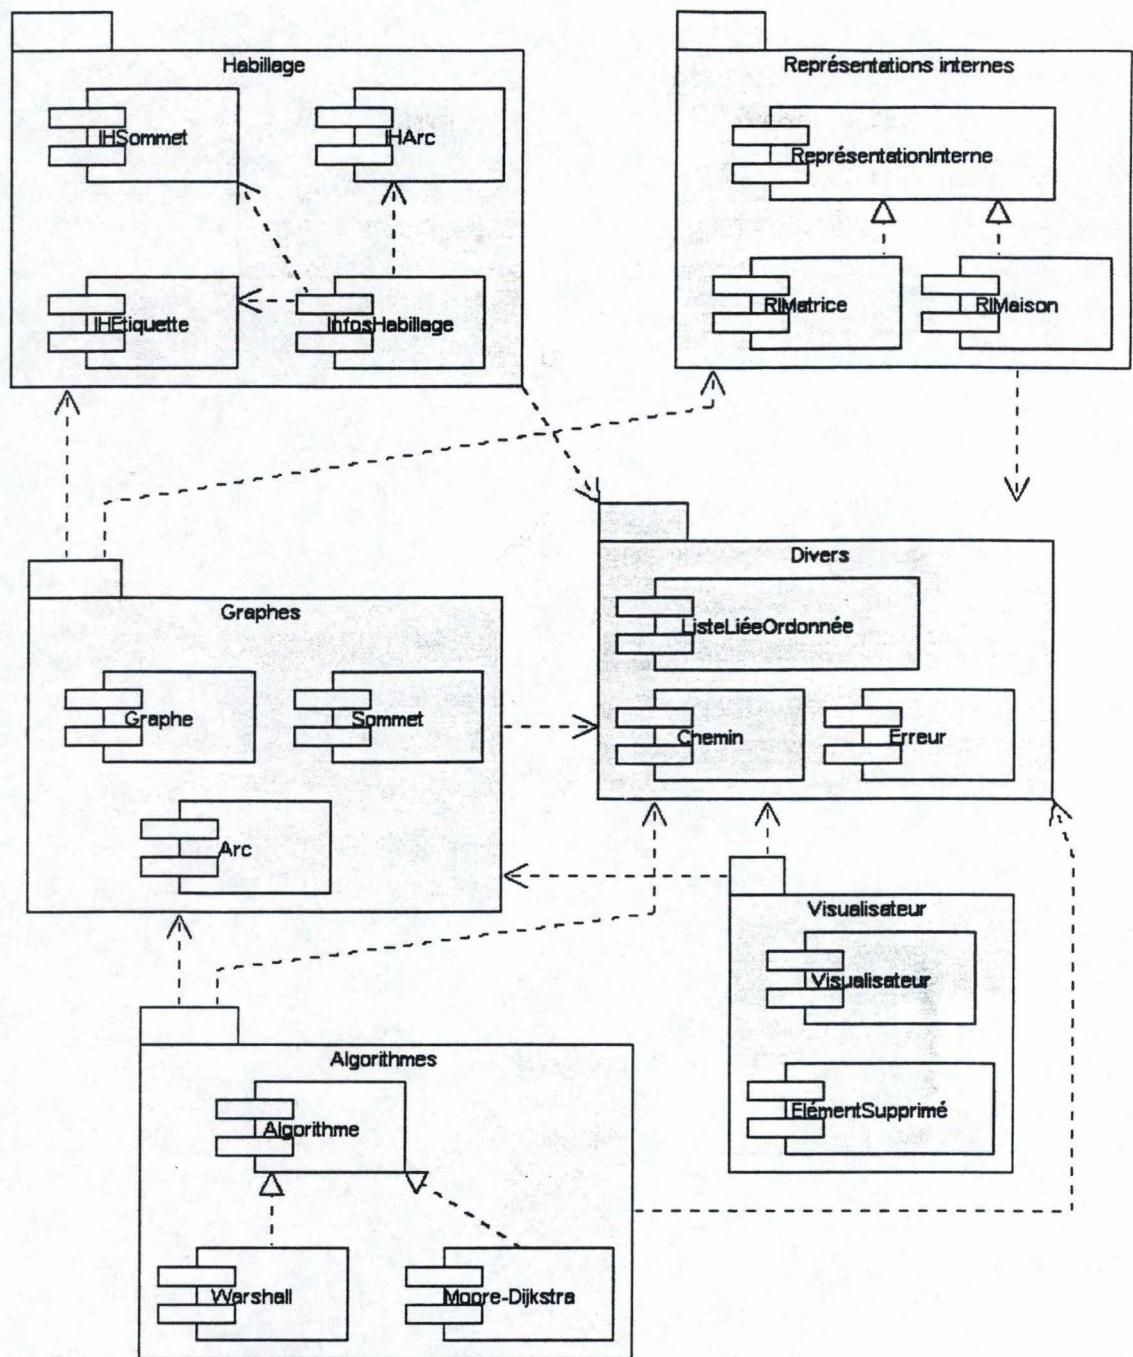 Habillage
IHSommet
IHArc
IHEtiquette
InfosHabillage
Représentations internes
ReprésentationInterne
RIMatrice
RIMaison
Divers
ListeLiéeOrdonnée
Chemin
Erreur
Graphes
Graphe
Sommet
Arc
Visualisateur
Visualisateur
ElémentSupprimé
Algorithmes
Algorithme
Warshall
Moore-Dijkstra